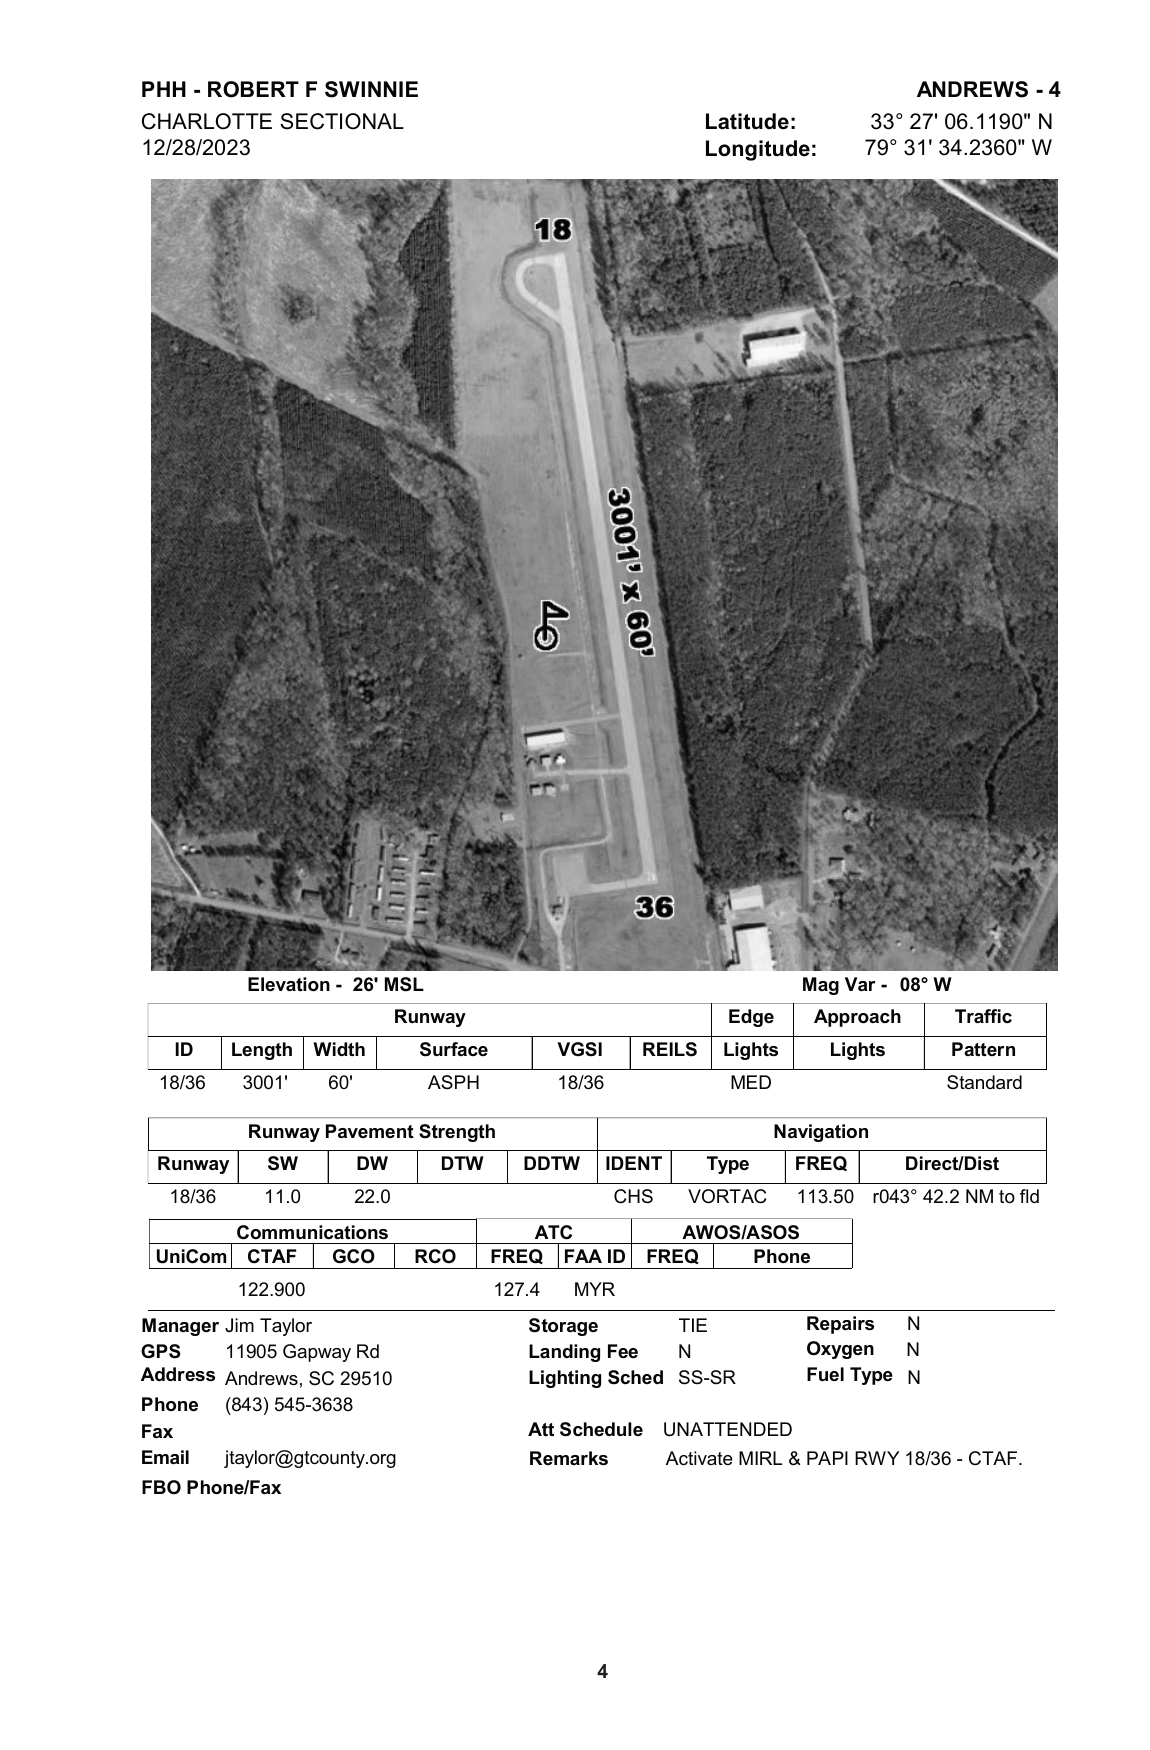 PHH - ROBERT F SWINNIE ANDREWS - 4
CHARLOTTE SECTIONAL Latitude: 33° 27' 06.1190" N
12/28/2023 Longitude: 79° 31' 34.2360" W
18
3001' x 60'
36
Elevation - 26' MSL Mag Var - 08° W
Runway Edge Approach Traffic
ID Length Width Surface VGSI REILS Lights Lights Pattern
18/36 3001' 60' ASPH 18/36 MED Standard
Runway Pavement Strength Navigation
Runway SW DW DTW DDTW IDENT Type FREQ Direct/Dist
18/36 11.0 22.0 CHS VORTAC 113.50 r043° 42.2 NM to fld
Communications ATC AWOS/ASOS
UniCom CTAF GCO RCO FREQ FAA ID FREQ Phone
122.900 127.4 MYR
Manager Jim Taylor Storage TIE Repairs N
GPS 11905 Gapway Rd Landing Fee N Oxygen N
Address Andrews, SC 29510 Lighting Sched SS-SR Fuel Type N
Phone (843) 545-3638
Fax Att Schedule UNATTENDED
Email jtaylor@gtcounty.org Remarks Activate MIRL & PAPI RWY 18/36 - CTAF.
FBO Phone/Fax
4